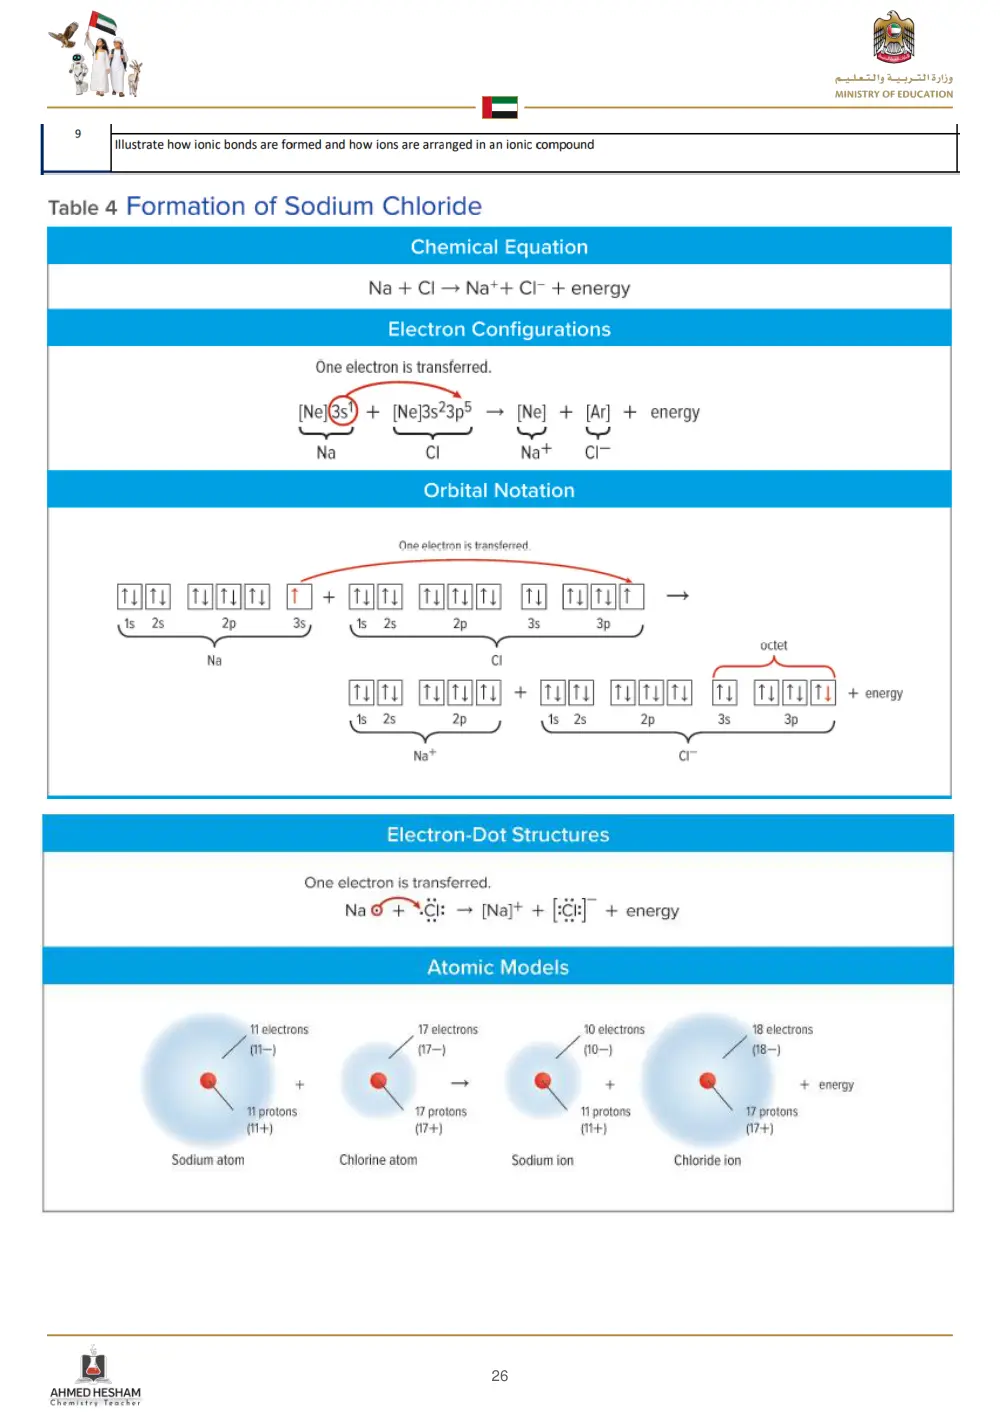 وزارة التربية والتعليم
MINISTRY OF EDUCATION
9
Illustrate how ionic bonds are formed and how ions are arranged in an ionic compound
Table 4 Formation of Sodium Chloride
Chemical Equation
Na + Cl → Na⁺ + Cl⁻ + energy
Electron Configurations
One electron is transferred.
[Ne]3s¹ + [Ne]3s²3p⁵ → [Ne] + [Ar] + energy
Na Cl Na⁺ Cl⁻
Orbital Notation
One electron is transferred.
↑↓ ↑↓ ↑↓ ↑↓ ↑↓ ↑ + ↑↓ ↑↓ ↑↓ ↑↓ ↑↓ ↑↓ ↑↓ ↑↓ ↑ →
1s 2s 2p 3s 1s 2s 2p 3s 3p
Na Cl
octet
↑↓ ↑↓ ↑↓ ↑↓ ↑↓ + ↑↓ ↑↓ ↑↓ ↑↓ ↑↓ ↑↓ ↑↓ ↑↓ ↑↓ + energy
1s 2s 2p 1s 2s 2p 3s 3p
Na⁺ Cl⁻
Electron-Dot Structures
One electron is transferred.
Na + Cl → [Na]⁺ + [Cl]⁻ + energy
Atomic Models
11 electrons 17 electrons 10 electrons 18 electrons
(11−) (17−) (10−) (18−)
+ → + + energy
11 protons 17 protons 11 protons 17 protons
(11+) (17+) (11+) (17+)
Sodium atom Chlorine atom Sodium ion Chloride ion
26
AHMED HESHAM
Chemistry Teacher